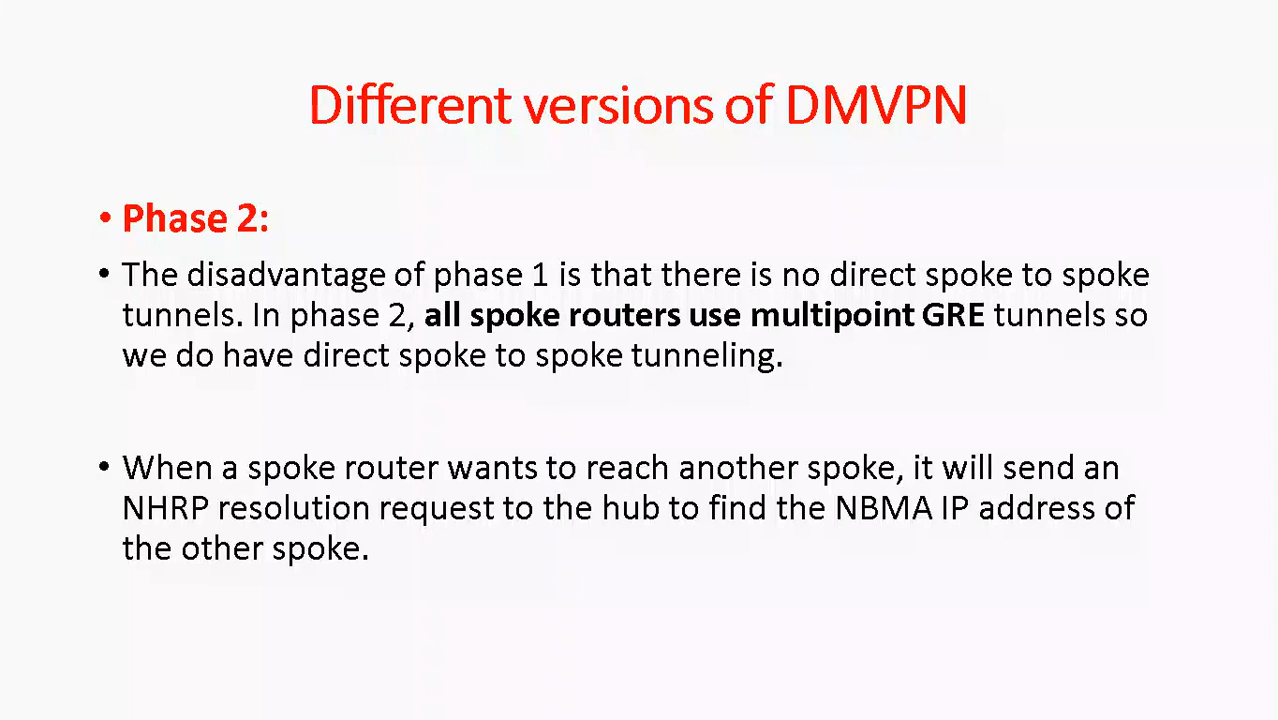 Different versions of DMVPN
• Phase 2:
• The disadvantage of phase 1 is that there is no direct spoke to spoke
tunnels. In phase 2, all spoke routers use multipoint GRE tunnels so
we do have direct spoke to spoke tunneling.
• When a spoke router wants to reach another spoke, it will send an
NHRP resolution request to the hub to find the NBMA IP address of
the other spoke.